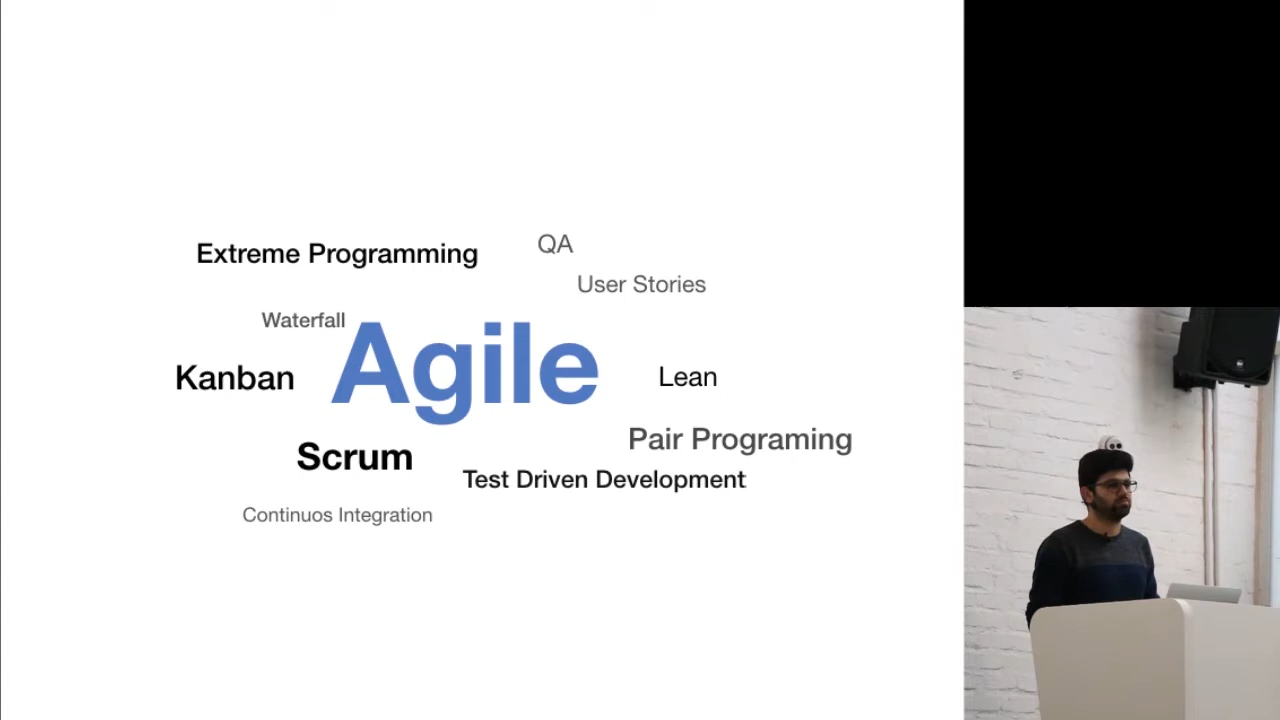 Extreme Programming
QA
User Stories
Waterfall
Agile
Kanban
Lean
Pair Programing
Scrum
Test Driven Development
Continuos Integration